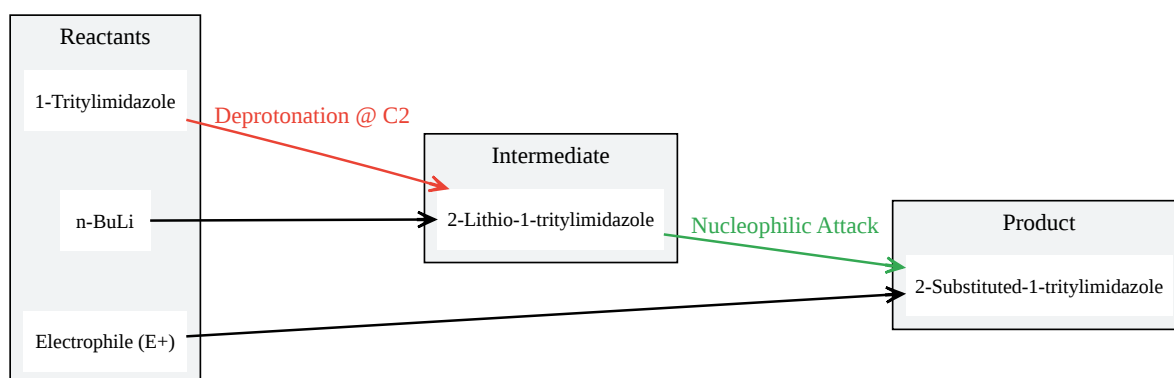 Reactants
1-Tritylimidazole
Deprotonation @ C2
n-BuLi
Intermediate
2-Lithio-1-tritylimidazole
Nucleophilic Attack
Electrophile (E+)
Product
2-Substituted-1-tritylimidazole